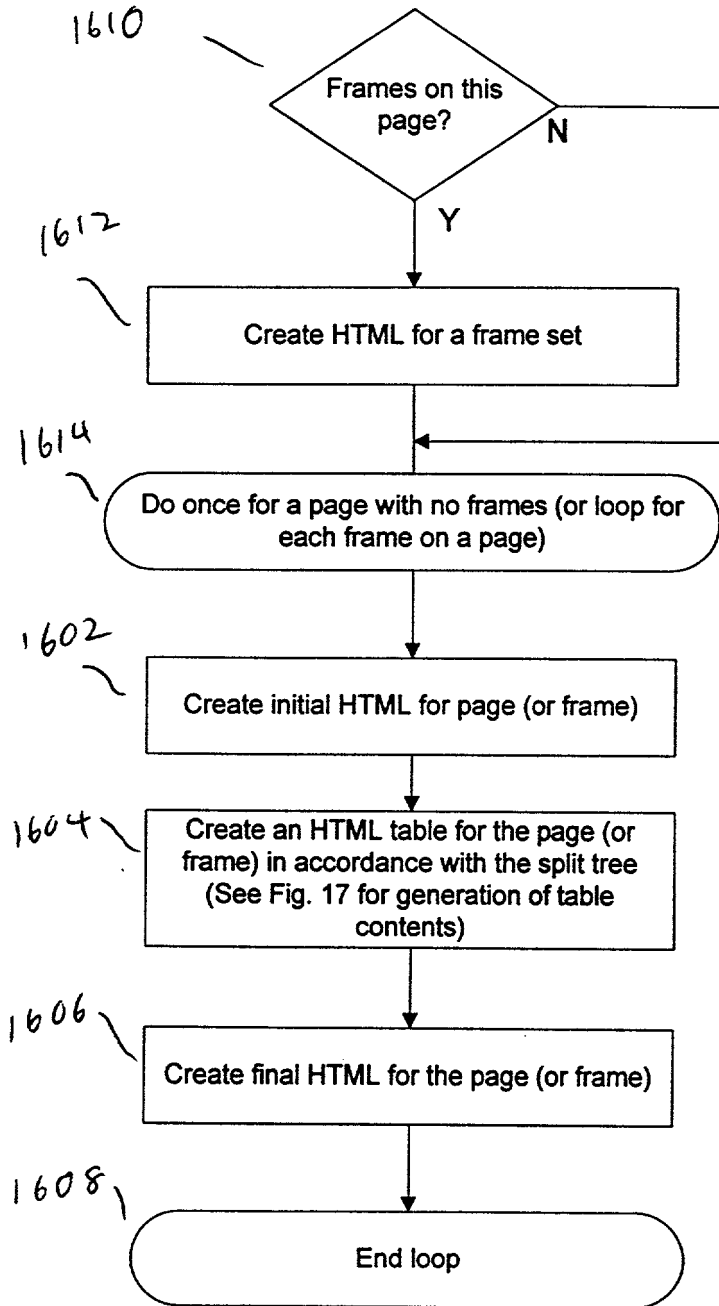 1610
Frames on this
page?
N
Y
1612
Create HTML for a frame set
1614
Do once for a page with no frames (or loop for
each frame on a page)
1602
Create initial HTML for page (or frame)
1604
Create an HTML table for the page (or
frame) in accordance with the split tree
(See Fig. 17 for generation of table
contents)
1606
Create final HTML for the page (or frame)
1608
End loop